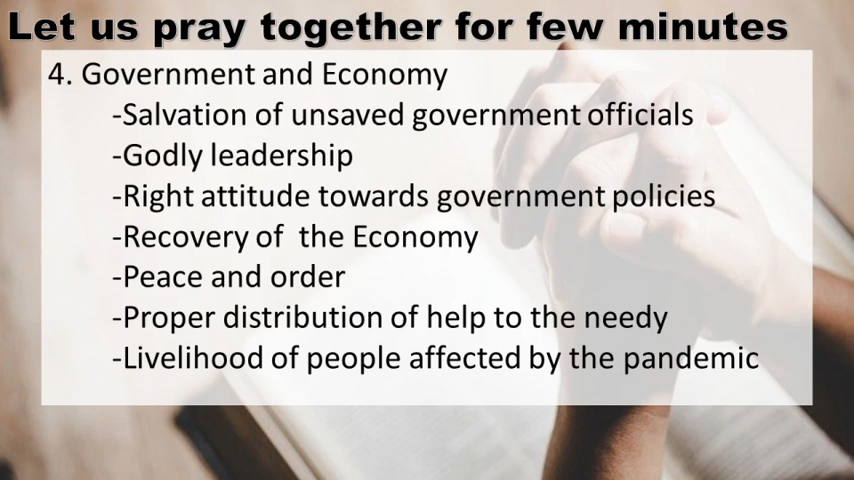 Let us pray together for few minutes
4. Government and Economy
-Salvation of unsaved government officials
-Godly leadership
-Right attitude towards government policies
-Recovery of  the Economy
-Peace and order
-Proper distribution of help to the needy
-Livelihood of people affected by the pandemic